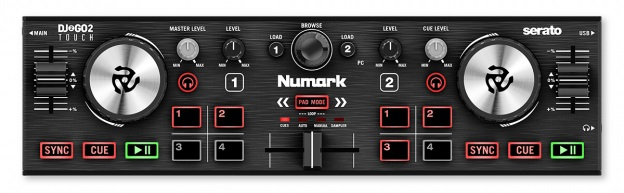 DJ2GO2
TOUCH
◄MAIN
MASTER LEVEL
LEVEL
BROWSE
LEVEL
CUE LEVEL
serato
USB►
LOAD
1
LOAD
2
MIN MAX
MIN MAX
MIN MAX
MIN MAX
PC
-%
0%
+%
-%
0%
+%
1
Numark
2
PAD MODE
LOOP
CUES AUTO MANUAL SAMPLER
1 2
3 4
1 2
3 4
SYNC CUE
SYNC CUE